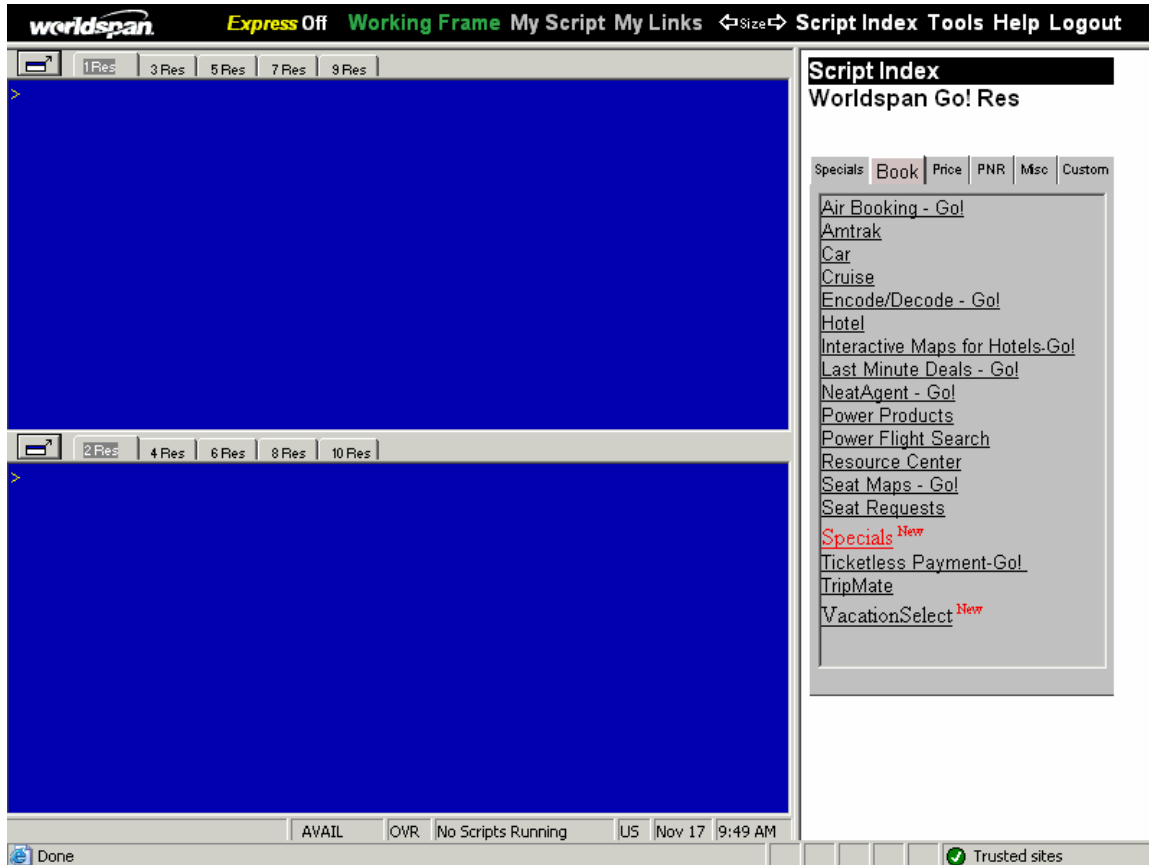 worldspan. Express Off Working Frame My Script My Links Size Script Index Tools Help Logout
1 Res 3 Res 5 Res 7 Res 9 Res
>
2 Res 4 Res 6 Res 8 Res 10 Res
>
AVAIL OVR No Scripts Running US Nov 17 9:49 AM
Script Index
Worldspan Go! Res
Specials Book Price PNR Misc Custom
Air Booking - Go!
Amtrak
Car
Cruise
Encode/Decode - Go!
Hotel
Interactive Maps for Hotels-Go!
Last Minute Deals - Go!
NeatAgent - Go!
Power Products
Power Flight Search
Resource Center
Seat Maps - Go!
Seat Requests
Specials New
Ticketless Payment-Go!
TripMate
VacationSelect New
Done Trusted sites